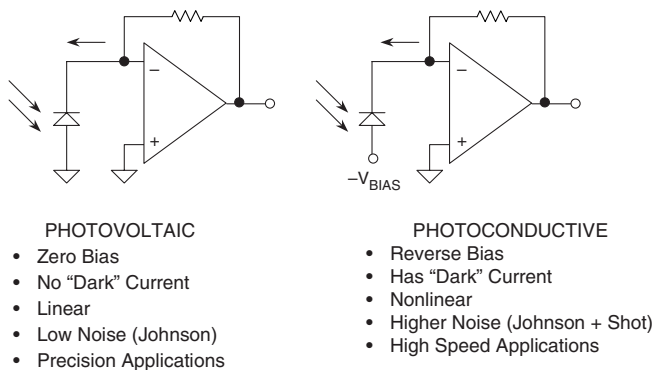 −
+
−
+
−V_BIAS
PHOTOVOLTAIC
• Zero Bias
• No “Dark” Current
• Linear
• Low Noise (Johnson)
• Precision Applications
PHOTOCONDUCTIVE
• Reverse Bias
• Has “Dark” Current
• Nonlinear
• Higher Noise (Johnson + Shot)
• High Speed Applications